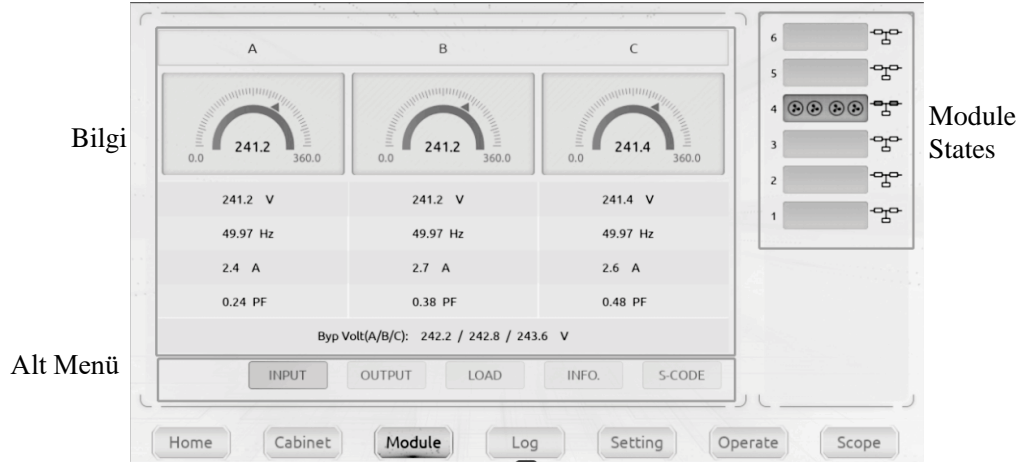 A B C
241.2 241.2 241.4
0.0 360.0 0.0 360.0 0.0 360.0
241.2 V 241.2 V 241.4 V
49.97 Hz 49.97 Hz 49.97 Hz
2.4 A 2.7 A 2.6 A
0.24 PF 0.38 PF 0.48 PF
Byp Volt(A/B/C): 242.2 / 242.8 / 243.6 V
INPUT OUTPUT LOAD INFO. S-CODE
Bilgi
Alt Menü
6
5
4
3
2
1
Module
States
Home Cabinet Module Log Setting Operate Scope